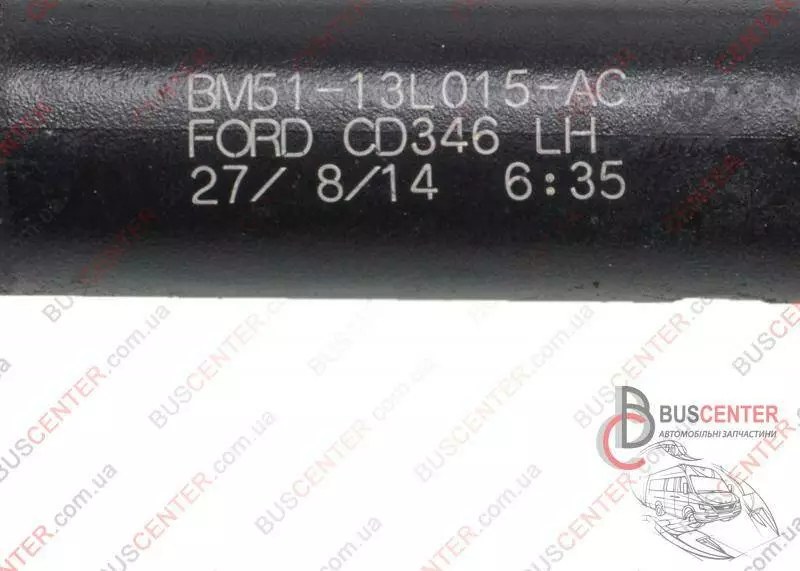 BM51-13L015-AC
FORD CD346 LH
27/ 8/14 6:35
BUSCENTER
АВТОМОБІЛЬНІ ЗАПЧАСТИНИ
BUSCENTER.com.ua